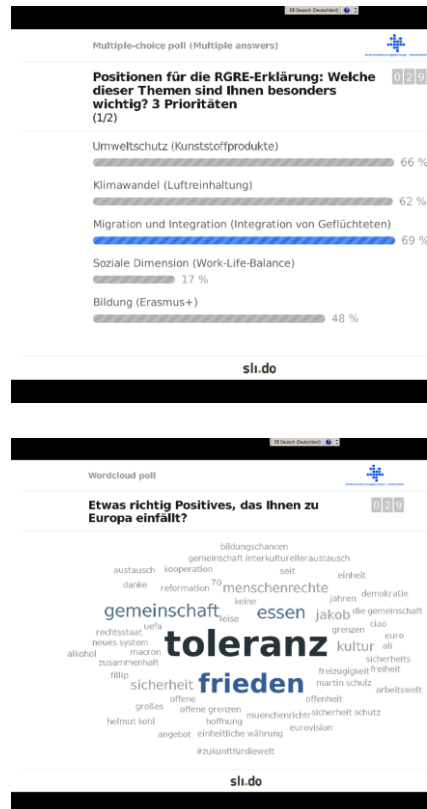 DE Deutsch (Deutschland)
Multiple-choice poll (Multiple answers)
Positionen für die RGRE-Erklärung: Welche
dieser Themen sind Ihnen besonders
wichtig? 3 Prioritäten
(1/2)
0 2 9
Umweltschutz (Kunststoffprodukte)
66 %
Klimawandel (Luftreinhaltung)
62 %
Migration und Integration (Integration von Geflüchteten)
69 %
Soziale Dimension (Work-Life-Balance)
17 %
Bildung (Erasmus+)
48 %
sli.do
DE Deutsch (Deutschland)
Wordcloud poll
Etwas richtig Positives, das Ihnen zu
Europa einfällt?
0 2 9
bildungschancen
gemeinschaft interkulturelleraustausch
austausch kooperation seit einheit
danke reformation 70 menschenrechte jahren demokratie
keine
gemeinschaft leise essen jakob die gemeinschaft
uefa grenzen ciao
rechtsstaat toleranz euro
neues system kultur ali
alkohol macron sicherheits
zusammenhalt freizügigkeit freiheit
fillip sicherheit frieden martin schulz arbeitswelt
offene offenheit
großes offene grenzen muenchenrichtr sicherheit schutz
helmut kohl hoffnung eurovision
angebot einheitliche währung
#zukunftfürdiewelt
sli.do